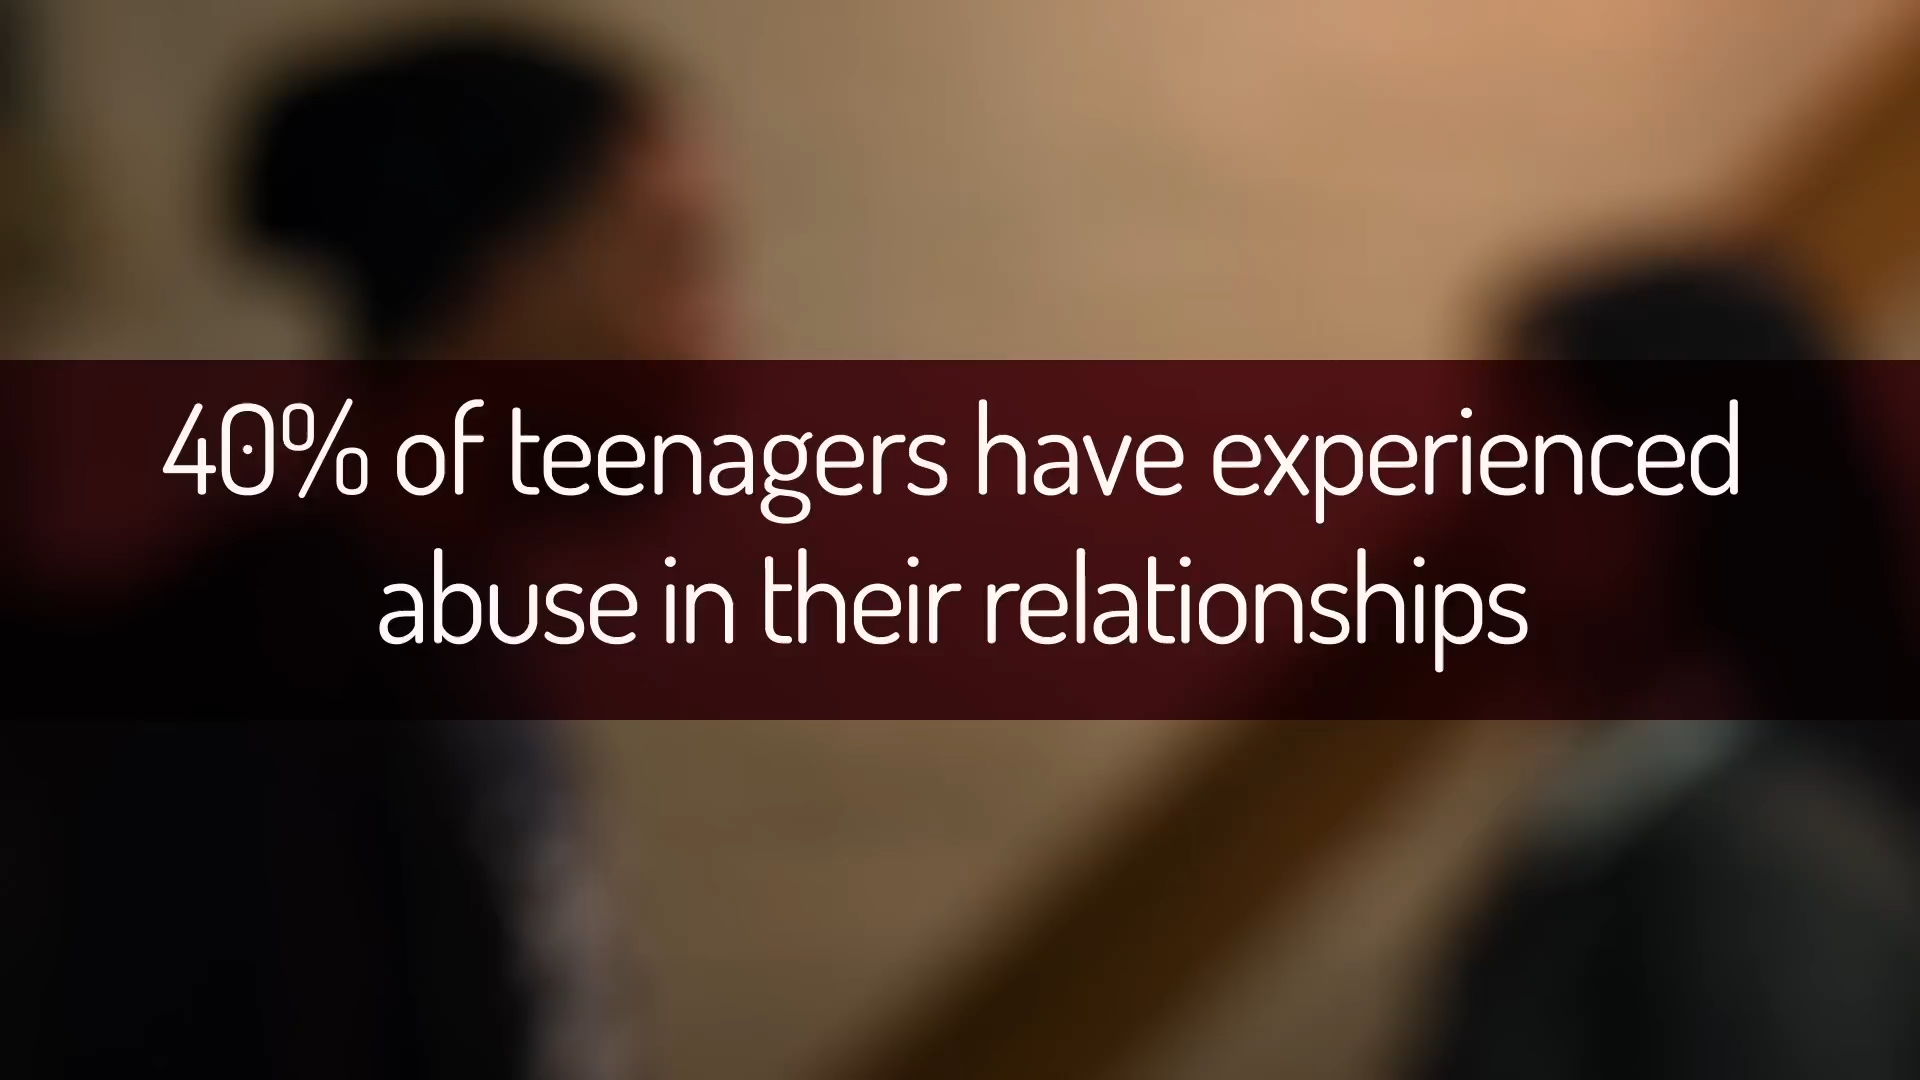 40% of teenagers have experienced
abuse in their relationships